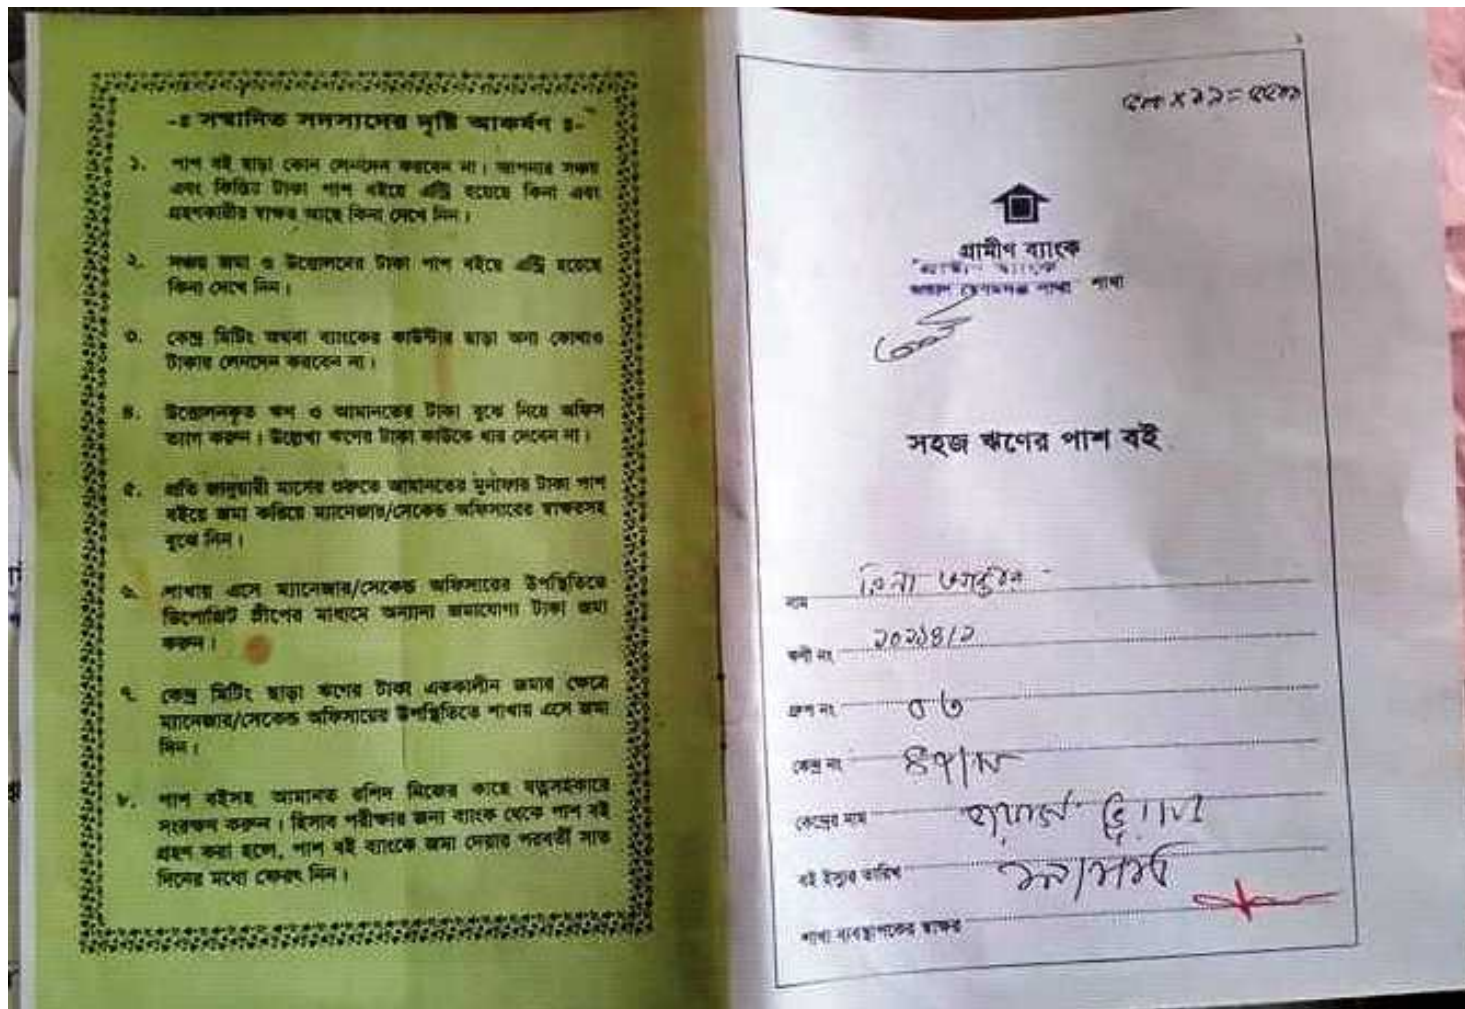 -ঃ সম্মানিত সদস্যদের দৃষ্টি আকর্ষণ ঃ-
১. পাশ বই ছাড়া কোন লেনদেন করবেন না। আপনার সঞ্চয়
এবং কিস্তির টাকা পাশ বইয়ে এন্ট্রি হয়েছে কিনা এবং
গ্রহণকারীর স্বাক্ষর আছে কিনা দেখে নিন।
২. সঞ্চয় জমা ও উত্তোলনের টাকা পাশ বইয়ে এন্ট্রি হয়েছে
কিনা দেখে নিন।
৩. কেন্দ্র মিটিং অথবা ব্যাংকের কাউন্টার ছাড়া অন্য কোথাও
টাকার লেনদেন করবেন না।
৪. উত্তোলনকৃত ঋণ ও আমানতের টাকা বুঝে নিয়ে অফিস
ত্যাগ করুন। উল্লেখ্য ঋণের টাকা কাউকে ধার দেবেন না।
৫. প্রতি জানুয়ারী মাসের শুরুতে আমানতের মুনাফার টাকা পাশ
বইয়ে জমা করিয়ে ম্যানেজার/সেকেন্ড অফিসারের স্বাক্ষরসহ
বুঝে নিন।
৬. শাখায় এসে ম্যানেজার/সেকেন্ড অফিসারের উপস্থিতিতে
ডিপোজিট স্লীপের মাধ্যমে অন্যান্য জমাযোগ্য টাকা জমা
করুন।
৭. কেন্দ্র মিটিং ছাড়া ঋণের টাকা এককালীন জমার ক্ষেত্রে
ম্যানেজার/সেকেন্ড অফিসারের উপস্থিতিতে শাখায় এসে জমা
দিন।
৮. পাশ বইসহ আমানত রশিদ নিজের কাছে যত্নসহকারে
সংরক্ষণ করুন। হিসাব পরীক্ষার জন্য ব্যাংক থেকে পাশ বই
গ্রহণ করা হলে, পাশ বই ব্যাংকে জমা দেয়ার পরবর্তী সাত
দিনের মধ্যে ফেরৎ নিন।
গ্রামীণ ব্যাংক
শাখা শাখা
সহজ ঋণের পাশ বই
নাম রিনা আক্তার
ঋণী নং ২০২১৪/২
গ্রুপ নং ০৬
কেন্দ্র নং
কেন্দ্রের নাম
বই ইস্যুর তারিখ
শাখা ব্যবস্থাপকের স্বাক্ষর